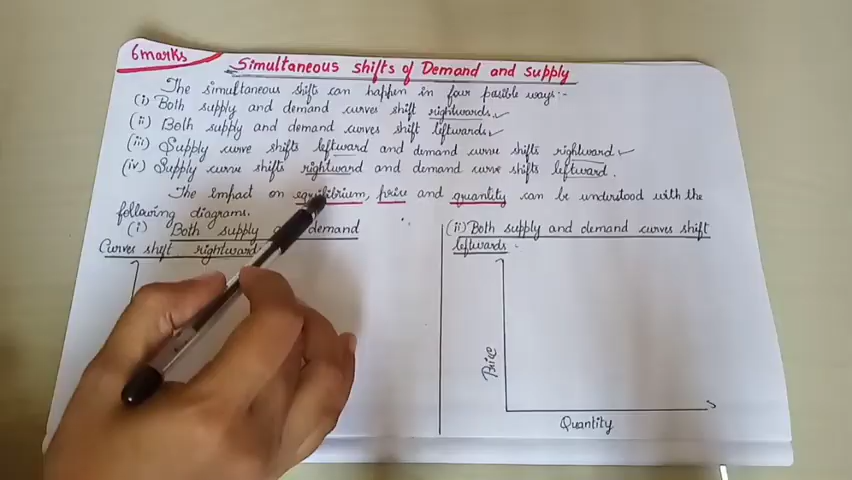 6marks
Simultaneous shifts of Demand and supply
The simultaneous shift can happen in four posible ways:-
(i) Both supply and demand curves shift rightwards.
(ii) Both supply and demand curves shift leftwards.
(iii) Supply curve shifts leftward and demand curve shifts rightward
(iv) Supply curve shifts rightward and demand curve shifts leftward.
The Impact on equilibrium, price and quantity can be understood with the
following diagrams.
(i) Both supply demand
Curves shift rightward
(ii) Both supply and demand curves shift
leftwards.
Price
Quantity